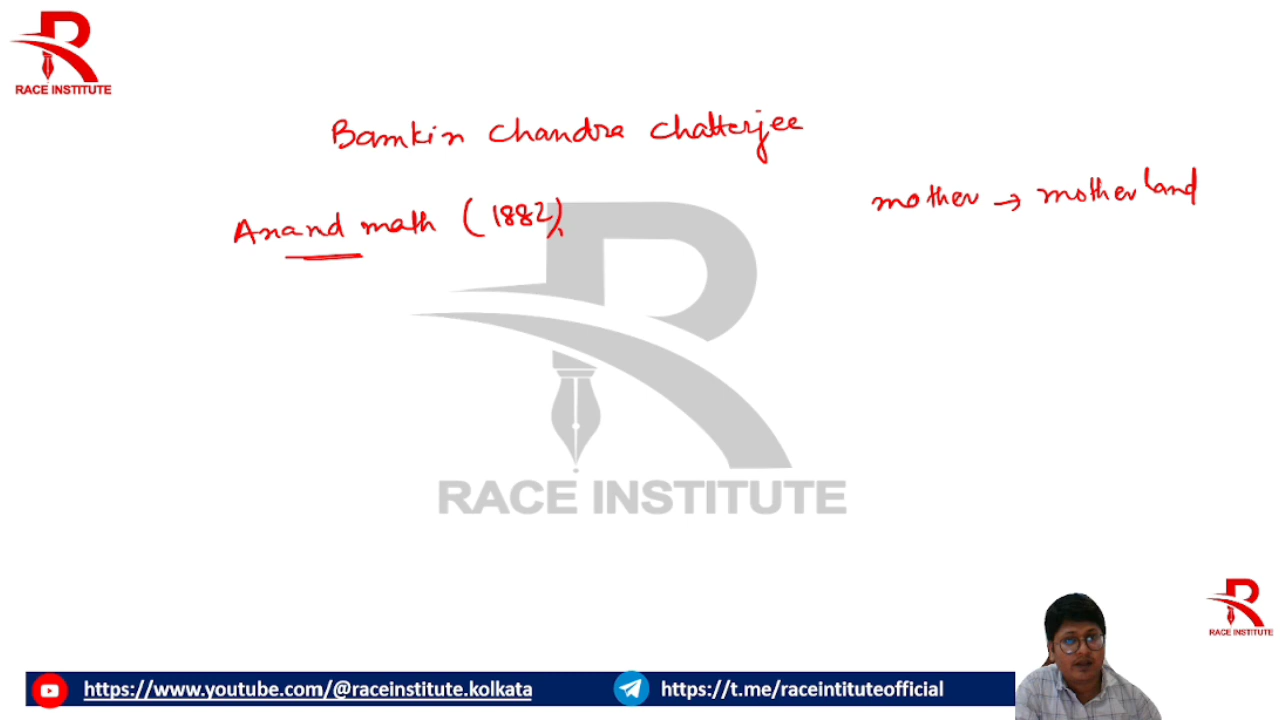 RACE INSTITUTE
Bamkin Chandra Chatterjee
mother → motherland
Anand math (1882)
RACE INSTITUTE
RACE INSTITUTE
https://www.youtube.com/@raceinstitute.kolkata
https://t.me/raceintituteofficial